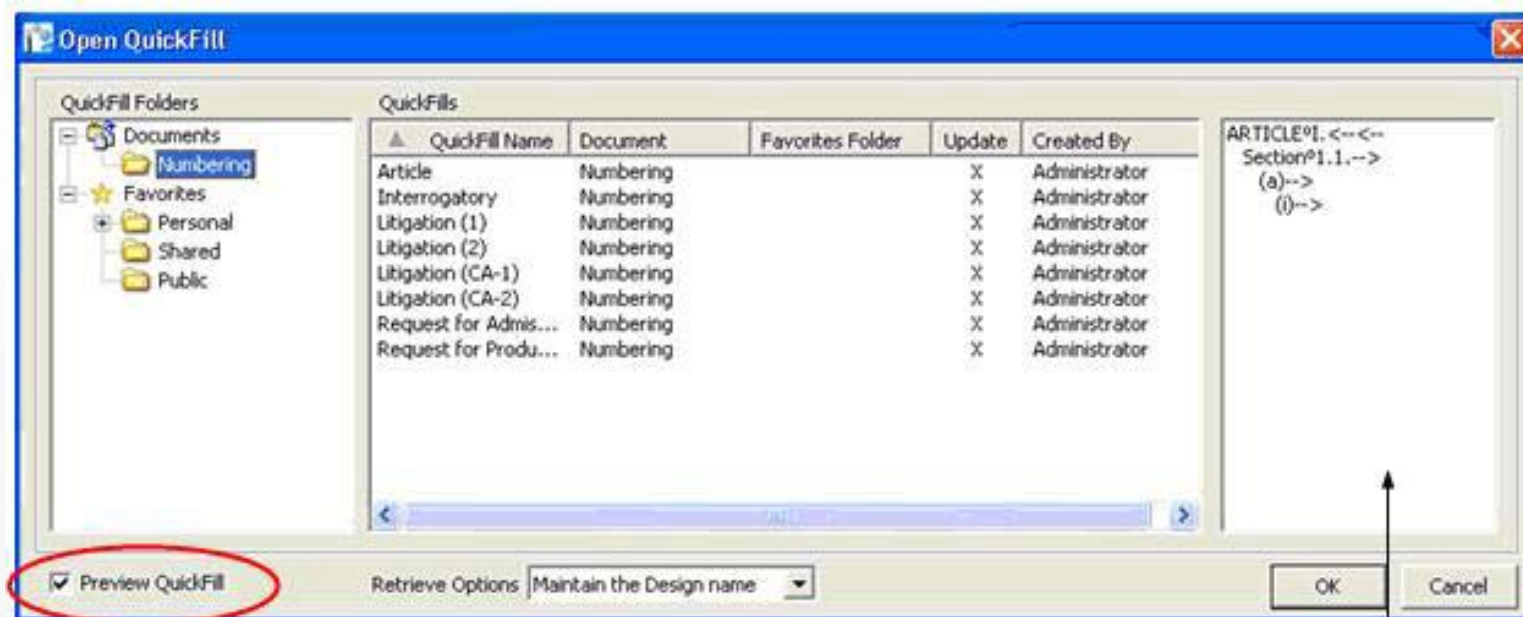 Open QuickFill
QuickFill Folders
Documents
Numbering
Favorites
Personal
Shared
Public
QuickFills
QuickFill Name Document Favorites Folder Update Created By
Article Numbering X Administrator
Interrogatory Numbering X Administrator
Litigation (1) Numbering X Administrator
Litigation (2) Numbering X Administrator
Litigation (CA-1) Numbering X Administrator
Litigation (CA-2) Numbering X Administrator
Request for Admis... Numbering X Administrator
Request for Produ... Numbering X Administrator
ARTICLEºI.<--<--
Sectionº1.1.-->
(a)-->
(i)-->
Preview QuickFill
Retrieve Options Maintain the Design name
OK Cancel